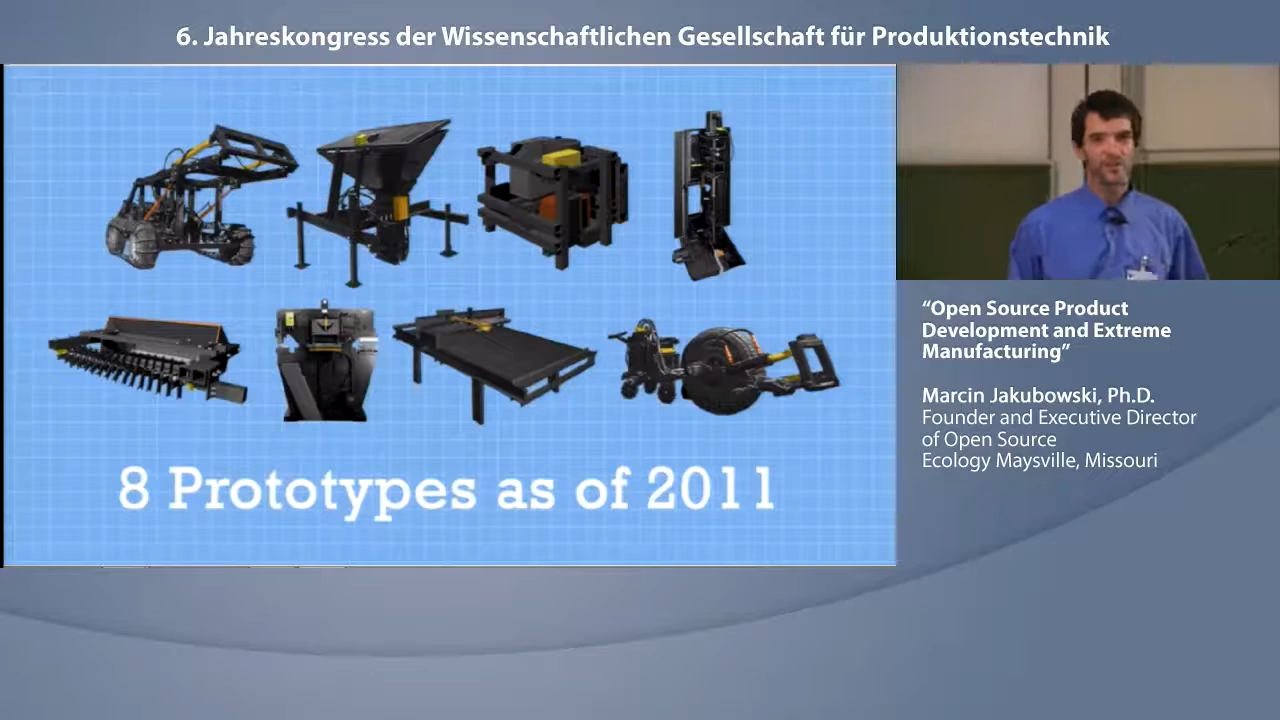 6. Jahreskongress der Wissenschaftlichen Gesellschaft für Produktionstechnik
8 Prototypes as of 2011
“Open Source Product
Development and Extreme
Manufacturing”
Marcin Jakubowski, Ph.D.
Founder and Executive Director
of Open Source
Ecology Maysville, Missouri